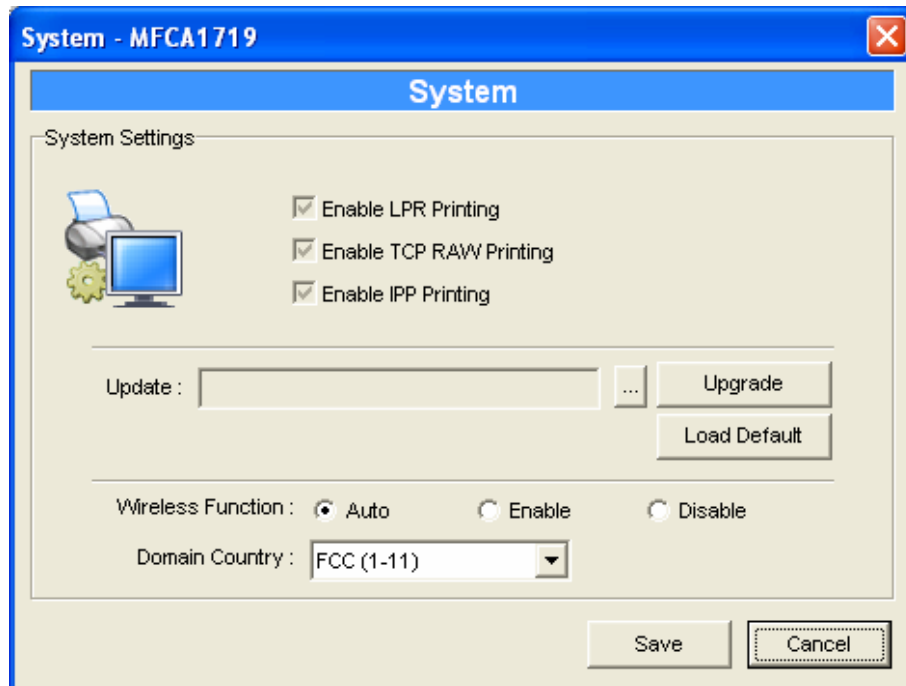 System - MFCA1719
System
System Settings
Enable LPR Printing
Enable TCP RAW Printing
Enable IPP Printing
Update : ... Upgrade
Load Default
Wireless Function : Auto Enable Disable
Domain Country : FCC (1-11)
Save Cancel